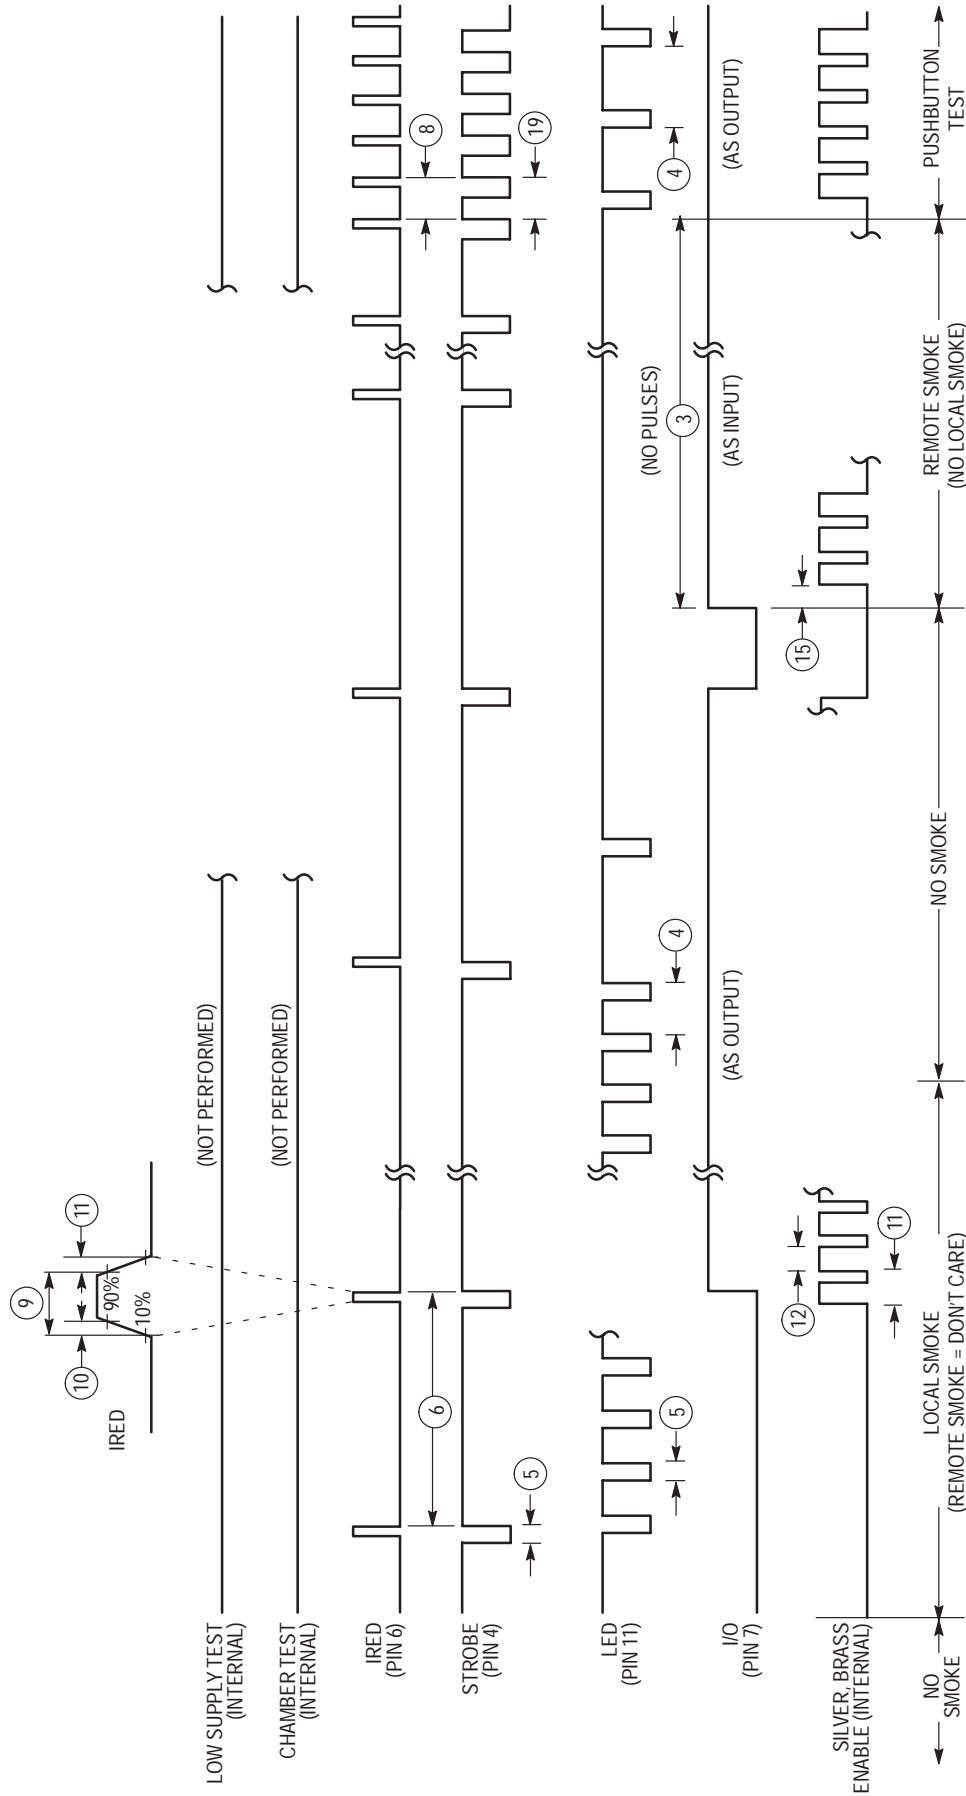 IRED
10
9
11
90%
10%
LOW SUPPLY TEST
(INTERNAL)
(NOT PERFORMED)
CHAMBER TEST
(INTERNAL)
(NOT PERFORMED)
IRED
(PIN 6)
6
8
STROBE
(PIN 4)
5
19
LED
(PIN 11)
5
4
(NO PULSES)
3
4
I/O
(PIN 7)
(AS OUTPUT)
(AS INPUT)
(AS OUTPUT)
SILVER, BRASS
ENABLE (INTERNAL)
12
11
15
NO
SMOKE
LOCAL SMOKE
(REMOTE SMOKE = DON'T CARE)
NO SMOKE
REMOTE SMOKE
(NO LOCAL SMOKE)
PUSHBUTTON
TEST